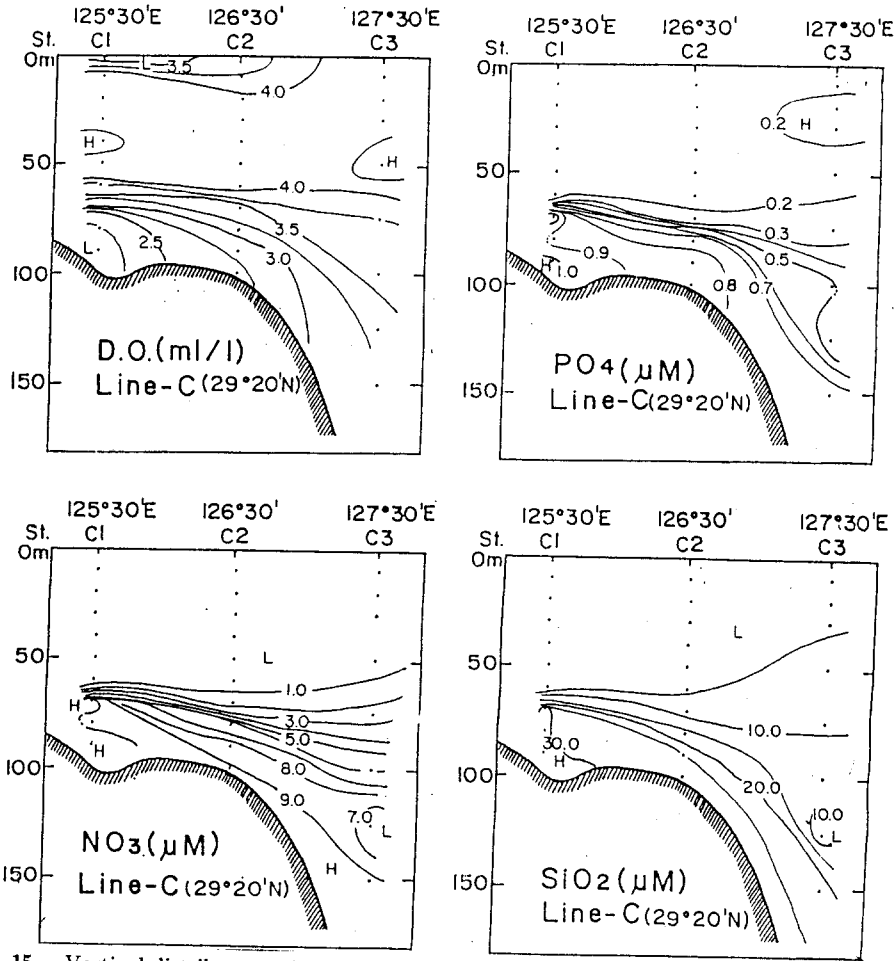 125°30'E 126°30' 127°30'E
St. C1 C2 C3
0m
L 3.5
4.0
H
H
50
4.0
3.5
2.5
3.0
L
100
D.O.(ml/l)
150
Line-C(29°20'N)
125°30'E 126°30' 127°30'E
St. C1 C2 C3
0m
0.2 H
50
0.2
0.3
0.5
0.9
H 1.0
0.8 0.7
100
PO4(μM)
150
Line-C(29°20'N)
125°30'E 126°30' 127°30'E
St. C1 C2 C3
0m
50
L
1.0
H
3.0
5.0
H
8.0
100
9.0
7.0
L
NO3.(μM)
H
150
Line-C(29°20'N)
125°30'E 126°30' 127°30'E
St. C1 C2 C3
0m
L
50
10.0
30.0
H
20.0
100
10.0
L
150
SiO2(μM)
Line-C(29°20'N)
15. Vertical